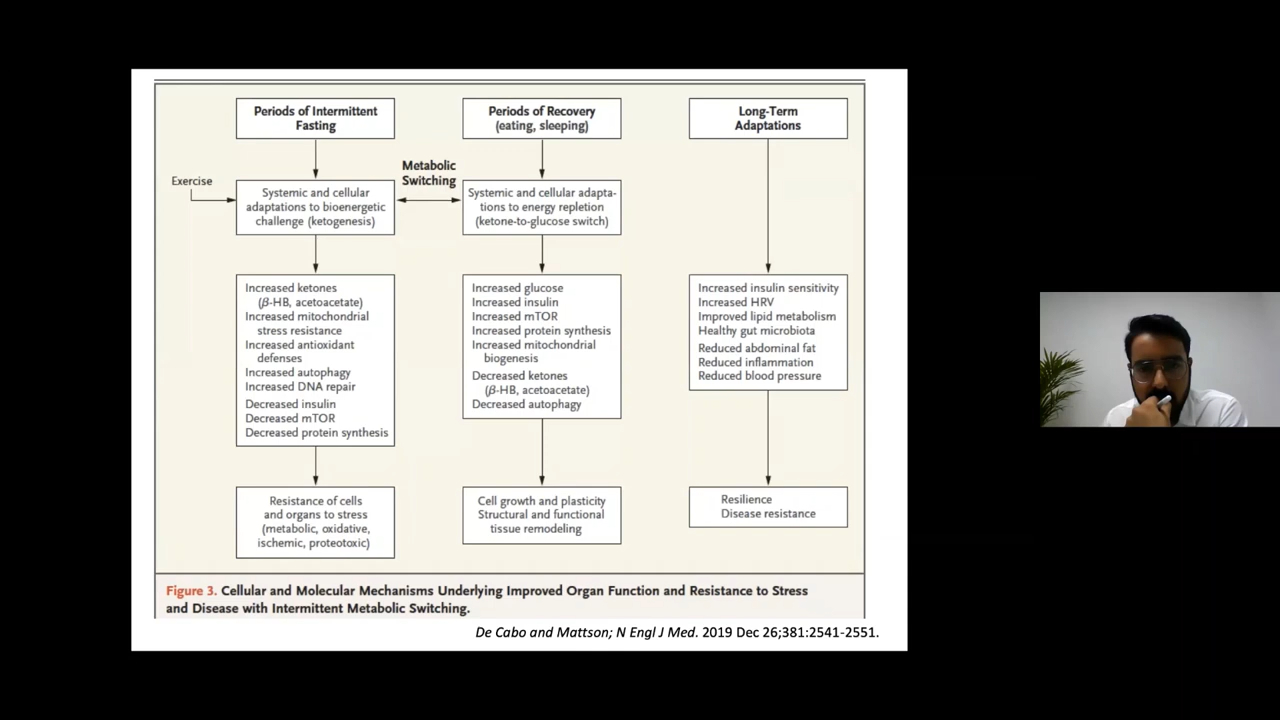 Periods of Intermittent
Fasting
Periods of Recovery
(eating, sleeping)
Long-Term
Adaptations
Exercise
Metabolic
Switching
Systemic and cellular
adaptations to bioenergetic
challenge (ketogenesis)
Systemic and cellular adapta-
tions to energy repletion
(ketone-to-glucose switch)
Increased ketones
(β-HB, acetoacetate)
Increased mitochondrial
stress resistance
Increased antioxidant
defenses
Increased autophagy
Increased DNA repair
Decreased insulin
Decreased mTOR
Decreased protein synthesis
Increased glucose
Increased insulin
Increased mTOR
Increased protein synthesis
Increased mitochondrial
biogenesis
Decreased ketones
(β-HB, acetoacetate)
Decreased autophagy
Increased insulin sensitivity
Increased HRV
Improved lipid metabolism
Healthy gut microbiota
Reduced abdominal fat
Reduced inflammation
Reduced blood pressure
Resistance of cells
and organs to stress
(metabolic, oxidative,
ischemic, proteotoxic)
Cell growth and plasticity
Structural and functional
tissue remodeling
Resilience
Disease resistance
Figure 3. Cellular and Molecular Mechanisms Underlying Improved Organ Function and Resistance to Stress
and Disease with Intermittent Metabolic Switching.
De Cabo and Mattson; N Engl J Med. 2019 Dec 26;381:2541-2551.